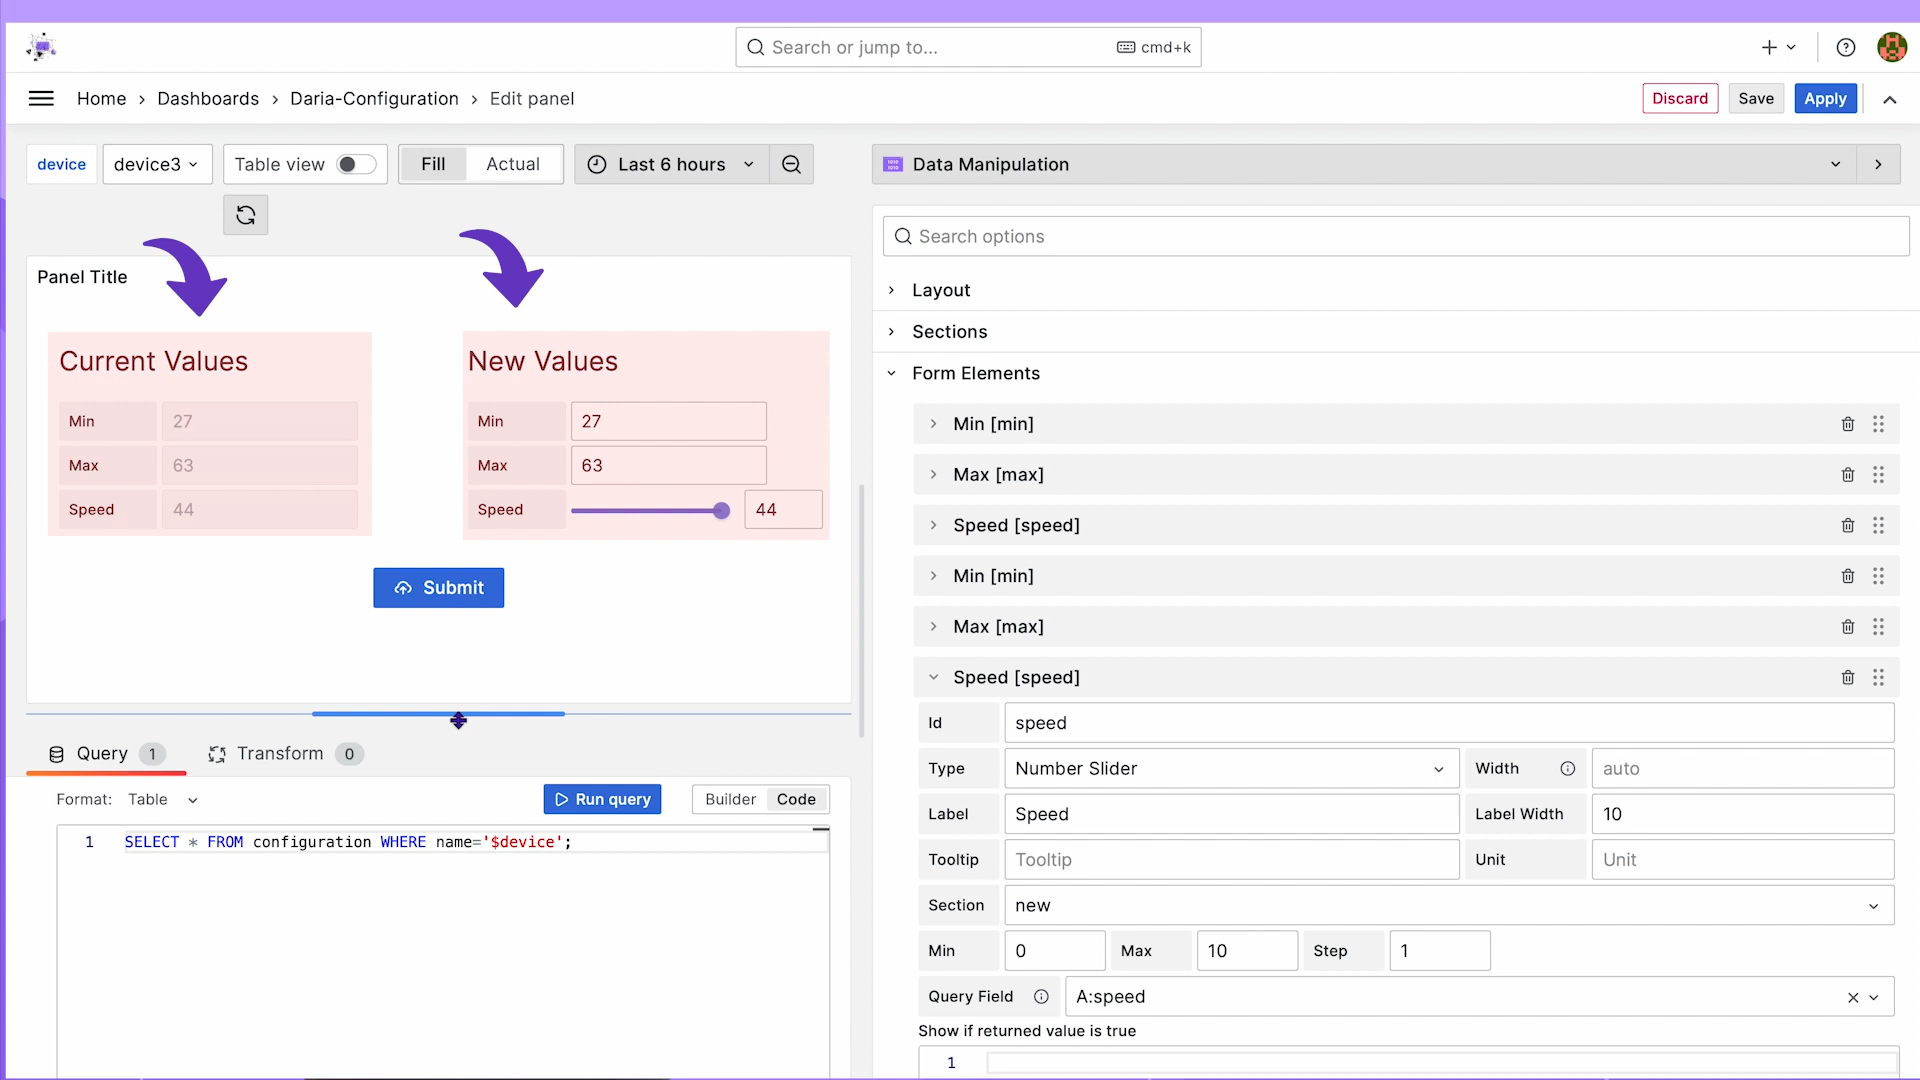 Search or jump to...
cmd+k
Home › Dashboards › Daria-Configuration › Edit panel
Discard
Save
Apply
device
device3
Table view
Fill
Actual
Last 6 hours
Panel Title
Current Values
Min
27
Max
63
Speed
44
New Values
Min
27
Max
63
Speed
44
Submit
Query 1
Transform 0
Format: Table
Run query
Builder
Code
1 SELECT * FROM configuration WHERE name='$device';
Data Manipulation
Search options
Layout
Sections
Form Elements
Min [min]
Max [max]
Speed [speed]
Min [min]
Max [max]
Speed [speed]
Id speed
Type Number Slider Width auto
Label Speed Label Width 10
Tooltip Tooltip Unit Unit
Section new
Min 0 Max 10 Step 1
Query Field A:speed
Show if returned value is true
1